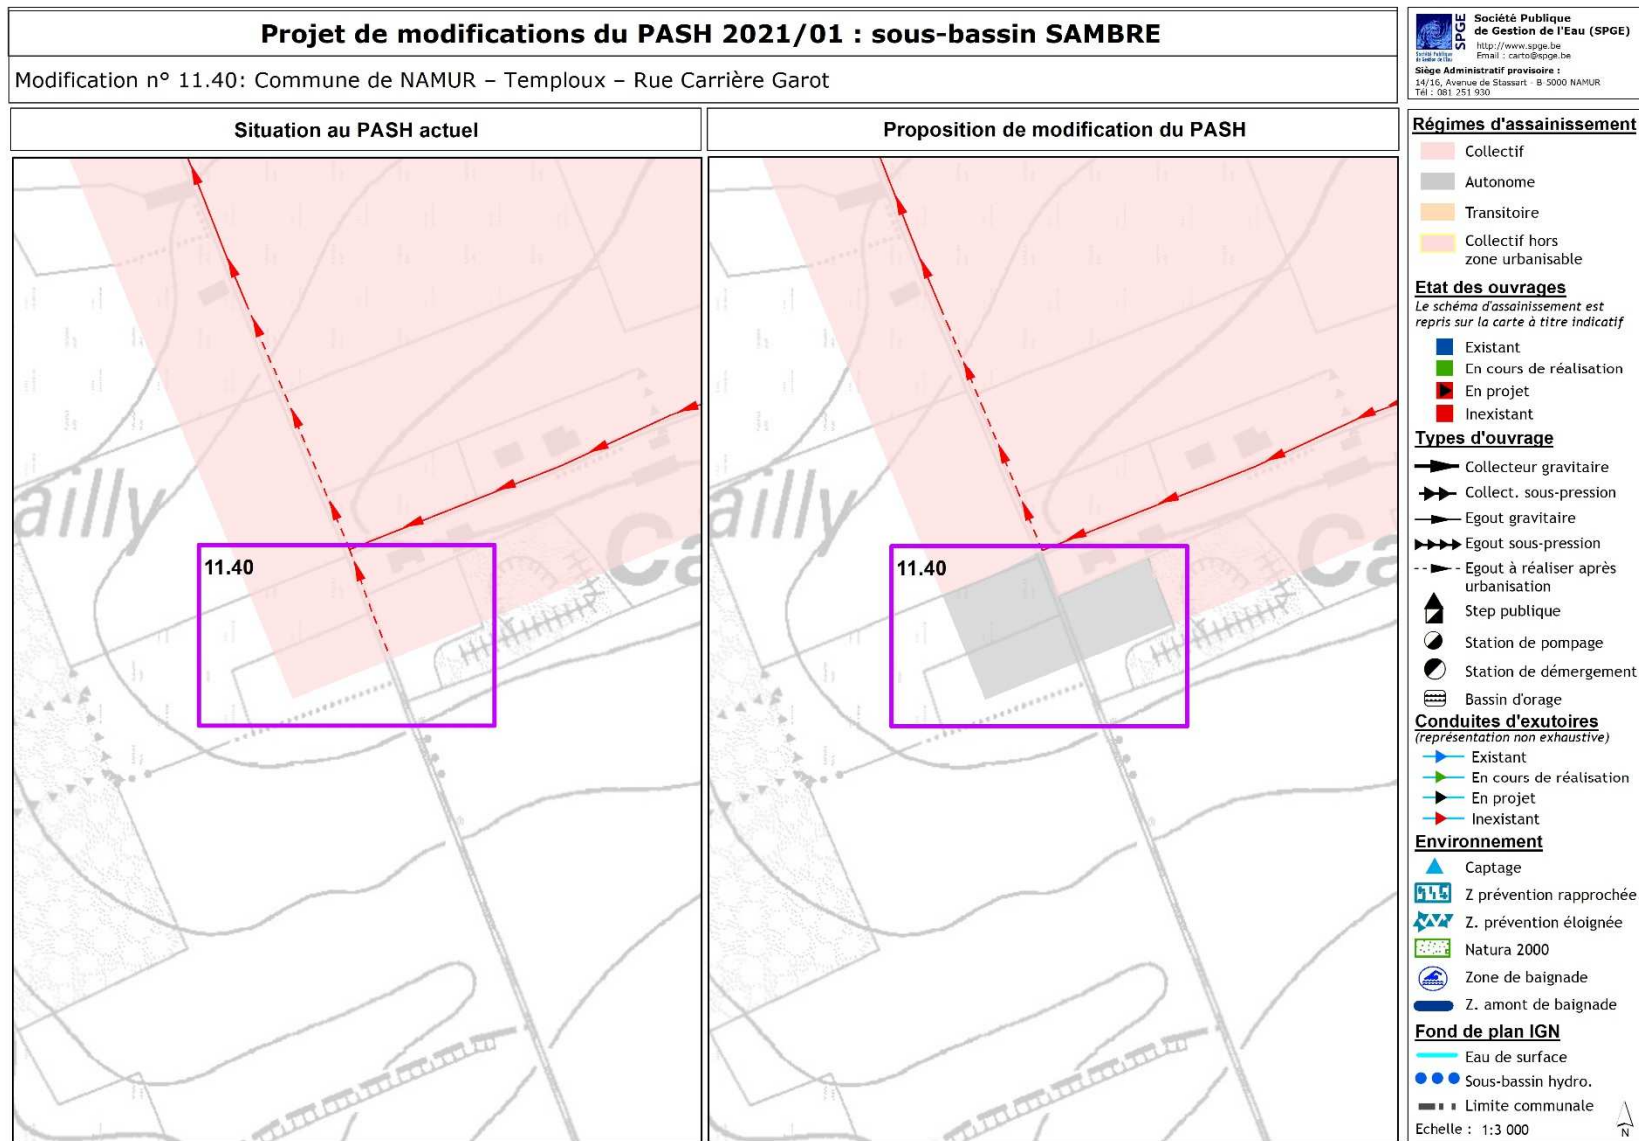 Projet de modifications du PASH 2021/01 : sous-bassin SAMBRE
Modification n° 11.40: Commune de NAMUR – Temploux – Rue Carrière Garot
SPGE
Société Publique
de Gestion de l'Eau (SPGE)
http://www.spge.be
Email : carto@spge.be
Siège Administratif provisoire :
14/16, Avenue de Stassart - B-5000 NAMUR
Tél : 081 251 930
Situation au PASH actuel
Proposition de modification du PASH
ailly
Ca
11.40
ailly
Ca
11.40
Régimes d'assainissement
Collectif
Autonome
Transitoire
Collectif hors
zone urbanisable
Etat des ouvrages
Le schéma d'assainissement est
repris sur la carte à titre indicatif
Existant
En cours de réalisation
En projet
Inexistant
Types d'ouvrage
Collecteur gravitaire
Collect. sous-pression
Egout gravitaire
Egout sous-pression
Egout à réaliser après
urbanisation
Step publique
Station de pompage
Station de démergement
Bassin d'orage
Conduites d'exutoires
(représentation non exhaustive)
Existant
En cours de réalisation
En projet
Inexistant
Environnement
Captage
Z prévention rapprochée
Z. prévention éloignée
Natura 2000
Zone de baignade
Z. amont de baignade
Fond de plan IGN
Eau de surface
Sous-bassin hydro.
Limite communale
Echelle : 1:3 000
N